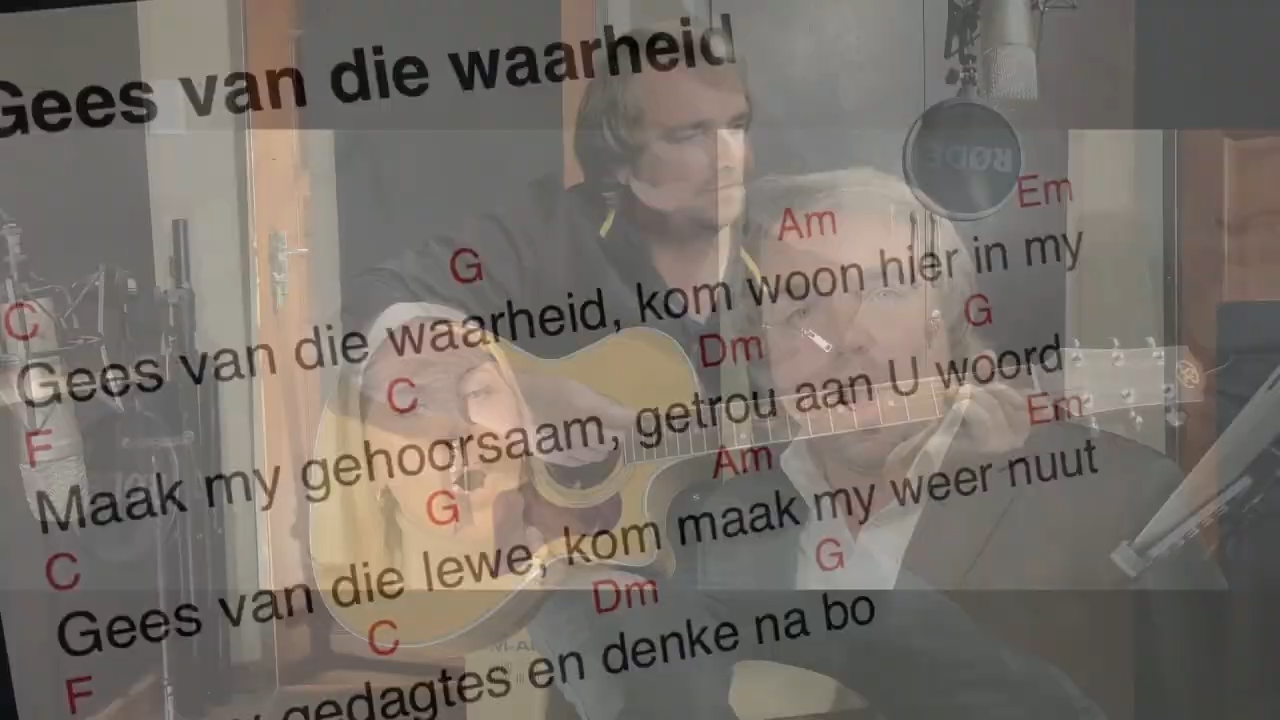 Gees van die waarheid
C G Am Em
Gees van die waarheid, kom woon hier in my
F C Dm G
Maak my gehoorsaam, getrou aan U woord
C G Am Em
Gees van die lewe, kom maak my weer nuut
F C Dm G
gedagtes en denke na bo
RØDE